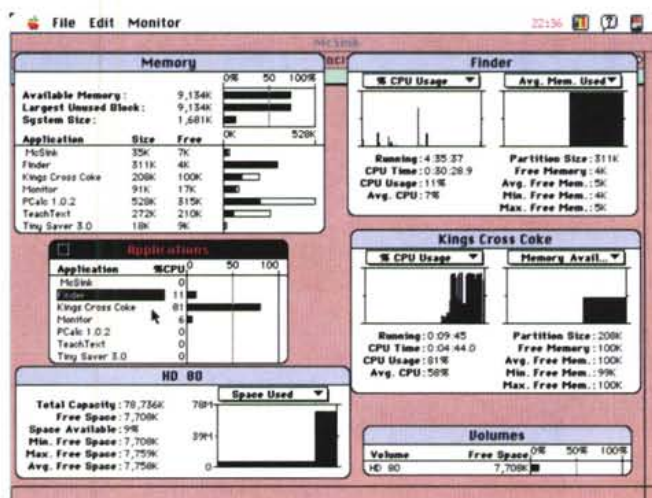 File Edit Monitor 22:56
McSink
Memory
0% 50 100%
Available Memory: 9,134K
Largest Unused Block: 9,134K
System Size: 1,681K
Application Size Free 0K 528K
McSink 35K 7K
Finder 311K 4K
Kings Cross Coke 208K 100K
Monitor 91K 17K
PCalc 1.0.2 528K 315K
TeachText 272K 210K
Tiny Saver 3.0 18K 9K
Finder
% CPU Usage Avg. Mem. Used
Running: 4:35:37
CPU Time: 0:30:28.9
CPU Usage: 11%
Avg. CPU: 7%
Partition Size: 311K
Free Memory: 4K
Avg. Free Mem.: 5K
Min. Free Mem.: 4K
Max. Free Mem.: 5K
Applications
Application %CPU 0 50 100
McSink 0
Finder 11
Kings Cross Coke 81
Monitor 6
PCalc 1.0.2 0
TeachText 0
Tiny Saver 3.0 0
Kings Cross Coke
% CPU Usage Memory Avail...
Running: 0:09:45
CPU Time: 0:04:44.0
CPU Usage: 81%
Avg. CPU: 58%
Partition Size: 208K
Free Memory: 100K
Avg. Free Mem.: 100K
Min. Free Mem.: 99K
Max. Free Mem.: 100K
HD 80
Space Used
Total Capacity: 78,736K
Free Space: 7,708K
Space Available: 9%
Min. Free Space: 7,708K
Max. Free Space: 7,759K
Avg. Free Space: 7,758K
78M
39M
0
Volumes
Volume Free Space 0% 50% 100%
HD 80 7,708K